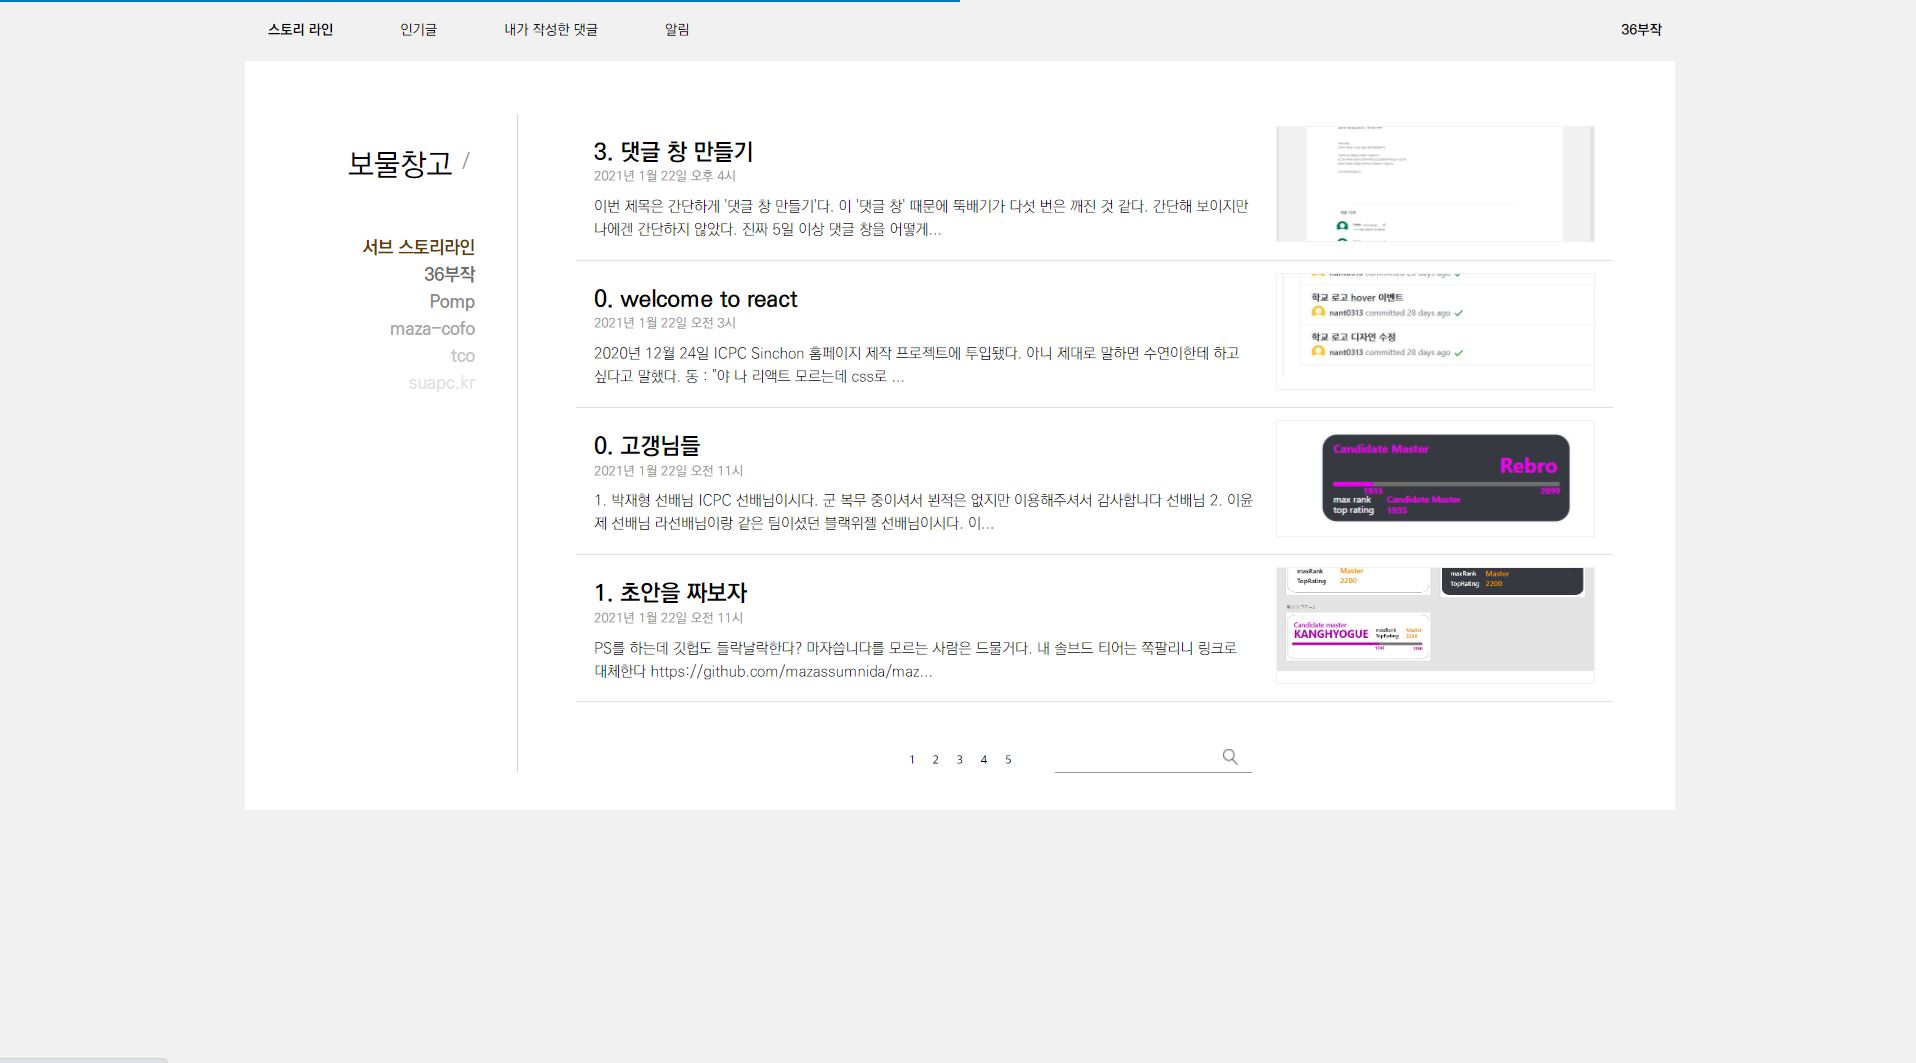 스토리 라인
인기글
내가 작성한 댓글
알림
36부작
보물창고 /
서브 스토리라인
36부작
Pomp
maza-cofo
tco
suapc.kr
3. 댓글 창 만들기
2021년 1월 22일 오후 4시
이번 제목은 간단하게 '댓글 창 만들기'다. 이 '댓글 창' 때문에 뚝배기가 다섯 번은 깨진 것 같다. 간단해 보이지만
나에겐 간단하지 않았다. 진짜 5일 이상 댓글 창을 어떻게...
0. welcome to react
2021년 1월 22일 오전 3시
2020년 12월 24일 ICPC Sinchon 홈페이지 제작 프로젝트에 투입됐다. 아니 제대로 말하면 수연이한테 하고
싶다고 말했다. 동 : "야 나 리액트 모르는데 css로 ...
nant0313 committed 28 days ago
학교 로고 hover 이벤트
nant0313 committed 28 days ago
학교 로고 디자인 수정
nant0313 committed 28 days ago
0. 고갱님들
2021년 1월 22일 오전 11시
1. 박재형 선배님 ICPC 선배님이시다. 군 복무 중이셔서 뵌적은 없지만 이용해주셔서 감사합니다 선배님 2. 이윤
제 선배님 라선배님이랑 같은 팀이셨던 블랙위젤 선배님이시다. 이...
Candidate Master
Rebro
1935
2099
max rank Candidate Master
top rating 1935
1. 초안을 짜보자
2021년 1월 22일 오전 11시
PS를 하는데 깃헙도 들락날락한다? 마자씁니다를 모르는 사람은 드물거다. 내 솔브드 티어는 쪽팔리니 링크로
대체한다 https://github.com/mazassumnida/maz...
maxRank Master
TopRating 2200
maxRank Master
TopRating 2200
Candidate master
KANGHYOGUE
maxRank Master
TopRating 2200
1 2 3 4 5